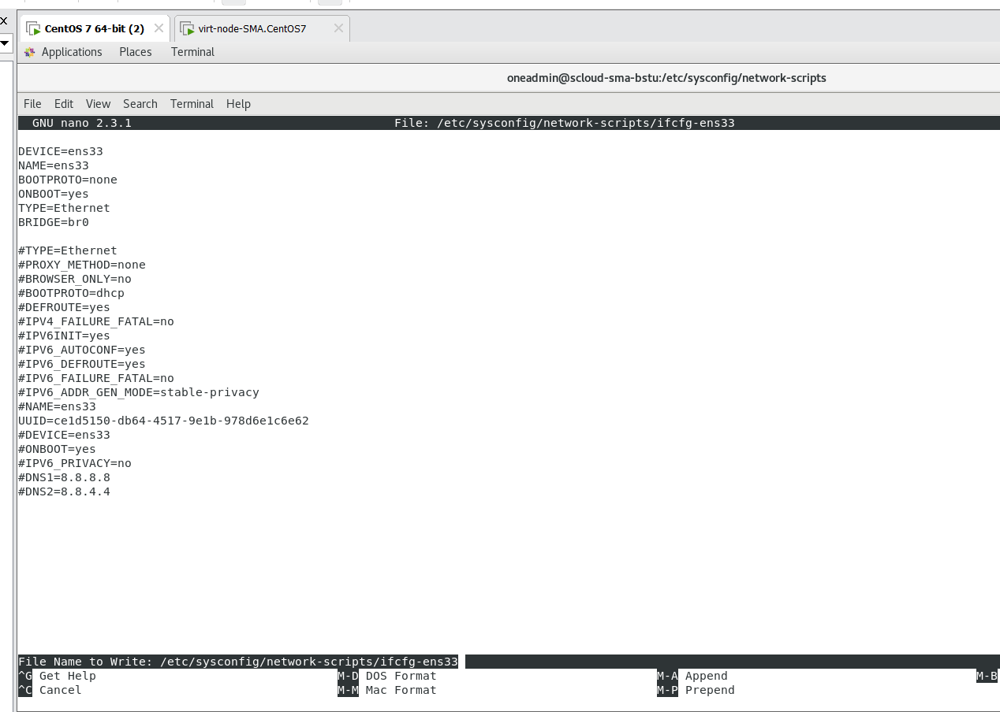 X
CentOS 7 64-bit (2)
virt-node-SMA.CentOS7
Applications Places Terminal
oneadmin@scloud-sma-bstu:/etc/sysconfig/network-scripts
File Edit View Search Terminal Help
GNU nano 2.3.1 File: /etc/sysconfig/network-scripts/ifcfg-ens33
DEVICE=ens33
NAME=ens33
BOOTPROTO=none
ONBOOT=yes
TYPE=Ethernet
BRIDGE=br0
#TYPE=Ethernet
#PROXY_METHOD=none
#BROWSER_ONLY=no
#BOOTPROTO=dhcp
#DEFROUTE=yes
#IPV4_FAILURE_FATAL=no
#IPV6INIT=yes
#IPV6_AUTOCONF=yes
#IPV6_DEFROUTE=yes
#IPV6_FAILURE_FATAL=no
#IPV6_ADDR_GEN_MODE=stable-privacy
#NAME=ens33
UUID=ce1d5150-db64-4517-9e1b-978d6e1c6e62
#DEVICE=ens33
#ONBOOT=yes
#IPV6_PRIVACY=no
#DNS1=8.8.8.8
#DNS2=8.8.4.4
File Name to Write: /etc/sysconfig/network-scripts/ifcfg-ens33
^G Get Help M-D DOS Format M-A Append M-B
^C Cancel M-M Mac Format M-P Prepend